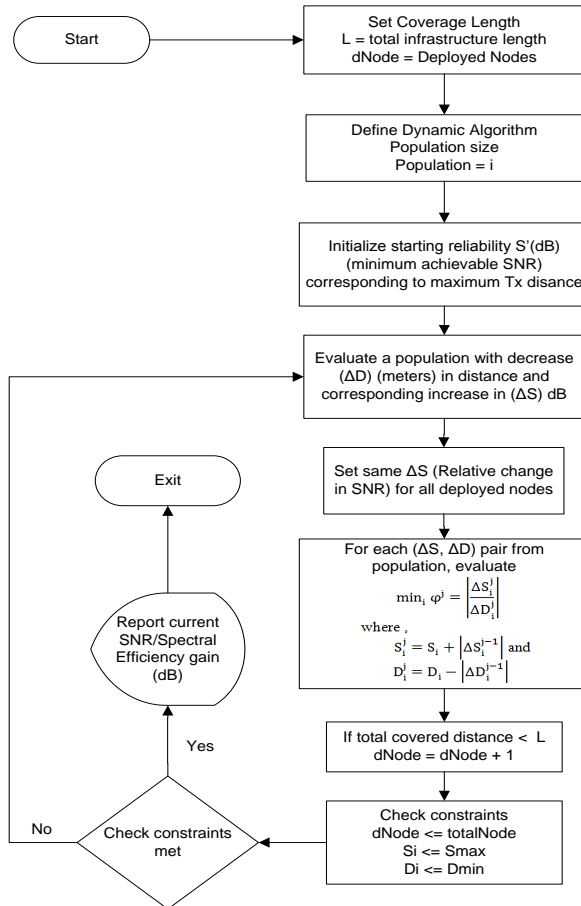 Start
Set Coverage Length
L = total infrastructure length
dNode = Deployed Nodes
Define Dynamic Algorithm
Population size
Population = i
Initialize starting reliability S'(dB)
(minimum achievable SNR)
corresponding to maximum Tx disance
Evaluate a population with decrease
(ΔD) (meters) in distance and
corresponding increase in (ΔS) dB
Set same ΔS (Relative change
in SNR) for all deployed nodes
For each (ΔS, ΔD) pair from
population, evaluate
min_i φ^j = |ΔS_i^j / ΔD_i^j|
where ,
S_i^j = S_i + |ΔS_i^{j-1}| and
D_i^j = D_i − |ΔD_i^{j-1}|
If total covered distance < L
dNode = dNode + 1
Check constraints
dNode <= totalNode
Si <= Smax
Di <= Dmin
Check constraints
met
No
Yes
Report current
SNR/Spectral
Efficiency gain
(dB)
Exit